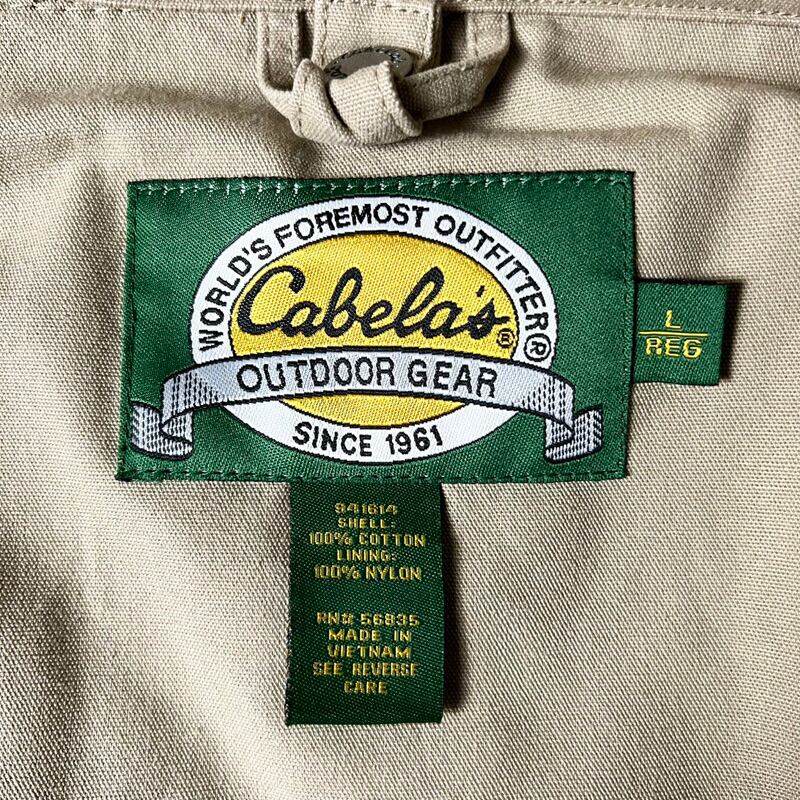 WORLD'S FOREMOST OUTFITTER®
Cabela's®
OUTDOOR GEAR
SINCE 1961
L
REG
941614
SHELL:
100% COTTON
LINING:
100% NYLON
RN# 56835
MADE IN
VIETNAM
SEE REVERSE
CARE